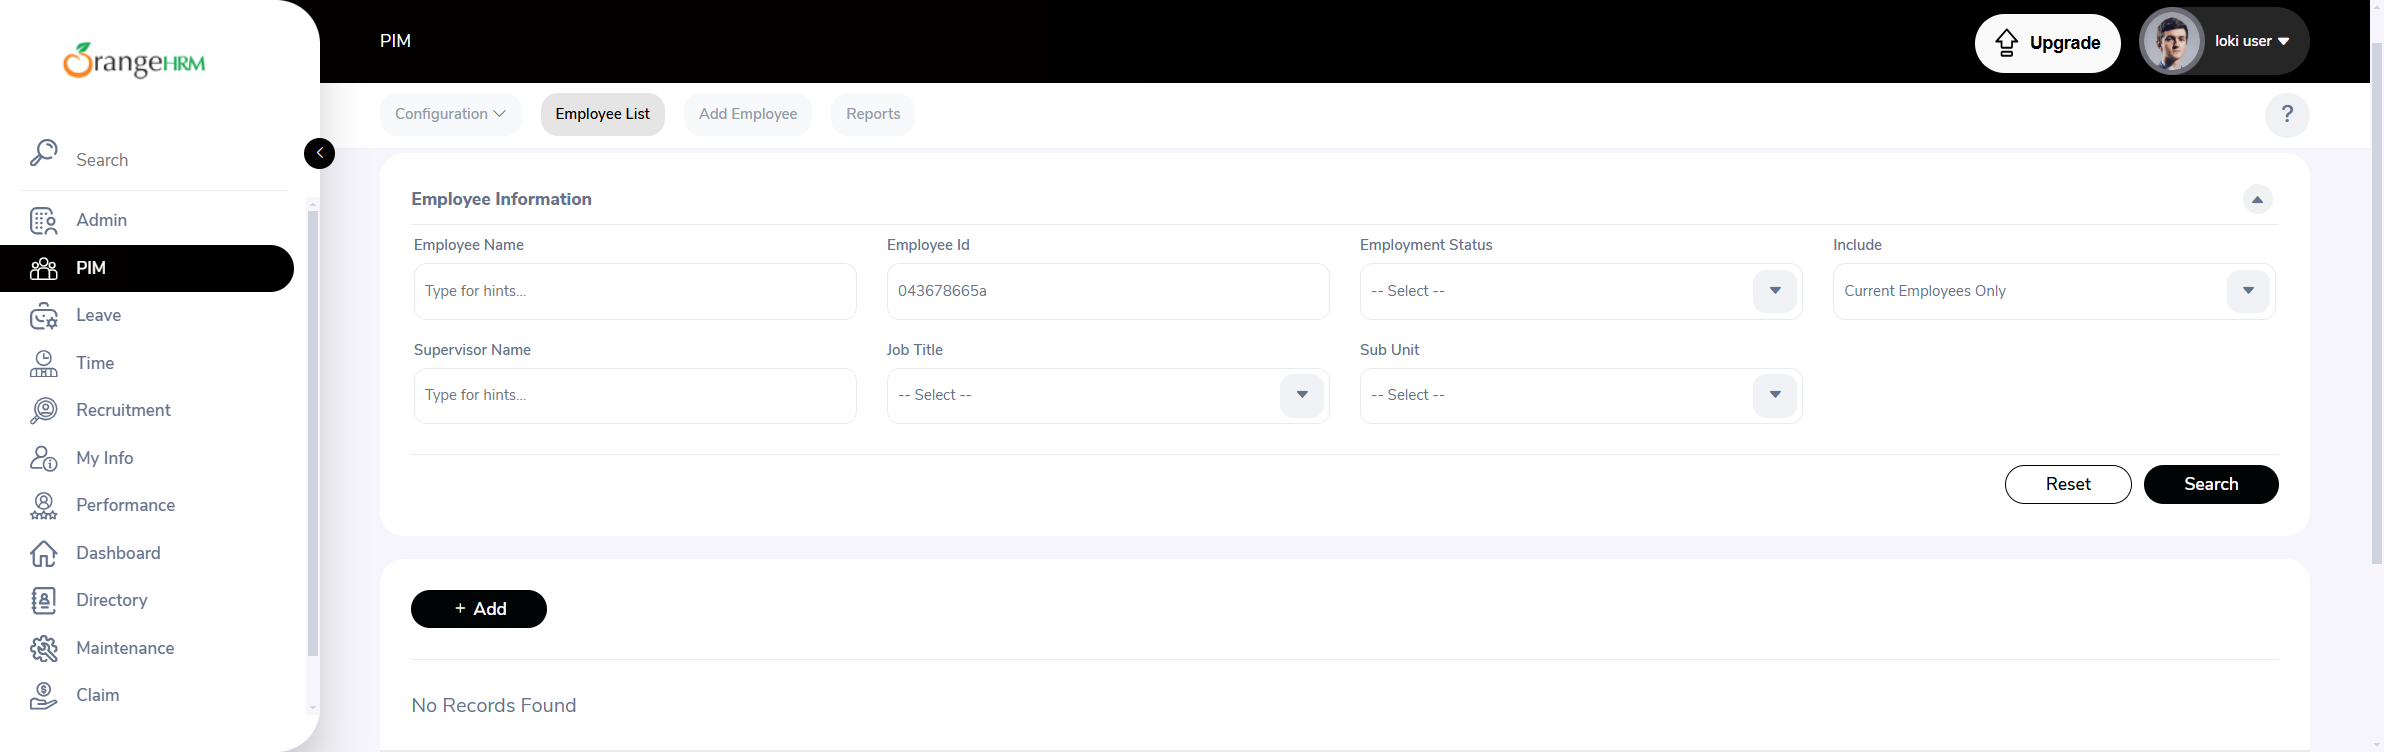 OrangeHRM
PIM
Upgrade
loki user
Configuration
Employee List
Add Employee
Reports
?
Search
Admin
PIM
Leave
Time
Recruitment
My Info
Performance
Dashboard
Directory
Maintenance
Claim
Employee Information
Employee Name
Employee Id
Employment Status
Include
Type for hints...
043678665a
-- Select --
Current Employees Only
Supervisor Name
Job Title
Sub Unit
Type for hints...
-- Select --
-- Select --
Reset
Search
+ Add
No Records Found